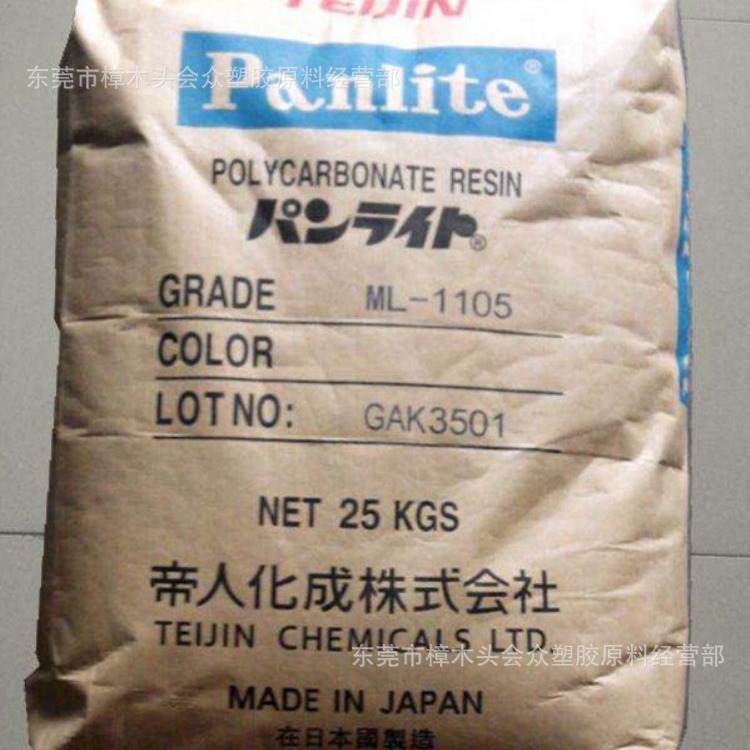 TEIJIN
东莞市樟木头会众塑胶原料经营部
Panlite®
POLYCARBONATE RESIN
パンライト®
GRADE ML-1105
COLOR
LOT NO: GAK3501
NET 25 KGS
帝人化成株式会社
TEIJIN CHEMICALS LTD.
东莞市樟木头会众塑胶原料经营部
MADE IN JAPAN
在日本國製造